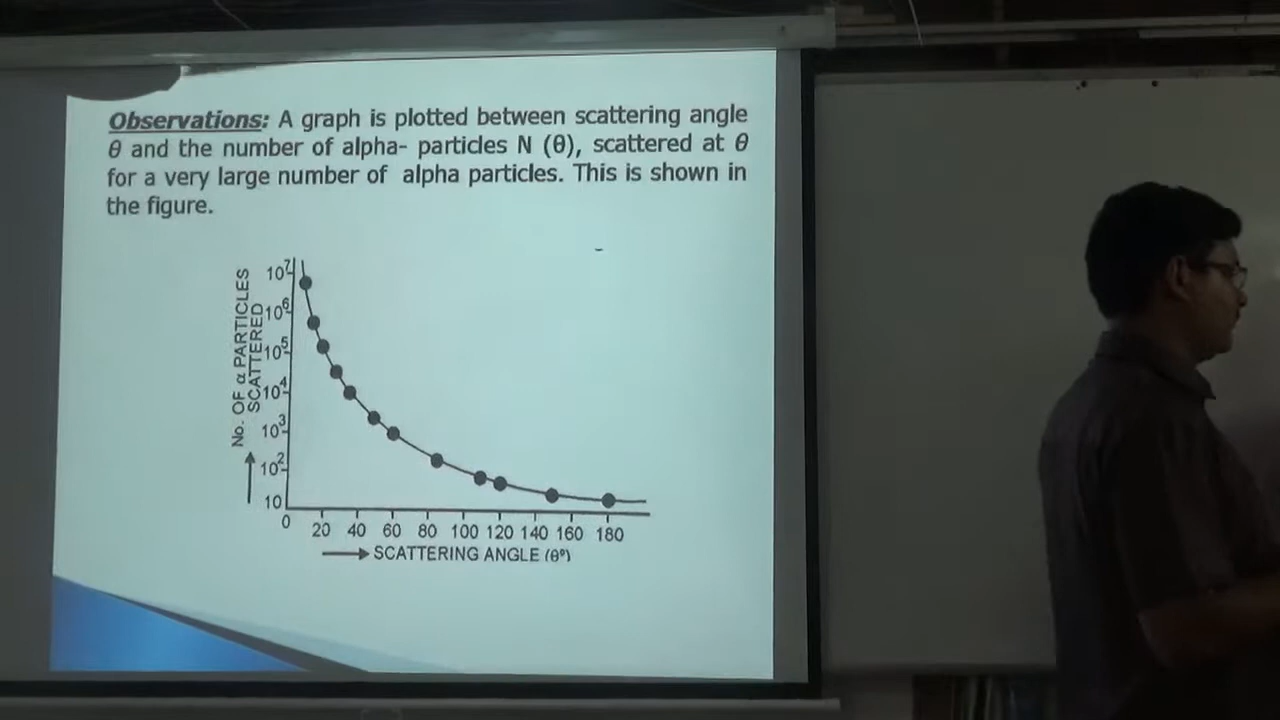 Observations: A graph is plotted between scattering angle
θ and the number of alpha- particles N (θ), scattered at θ
for a very large number of alpha particles. This is shown in
the figure.
No. OF α PARTICLES
SCATTERED
10⁷
10⁶
10⁵
10⁴
10³
10²
10
0 20 40 60 80 100 120 140 160 180
SCATTERING ANGLE (θ°)